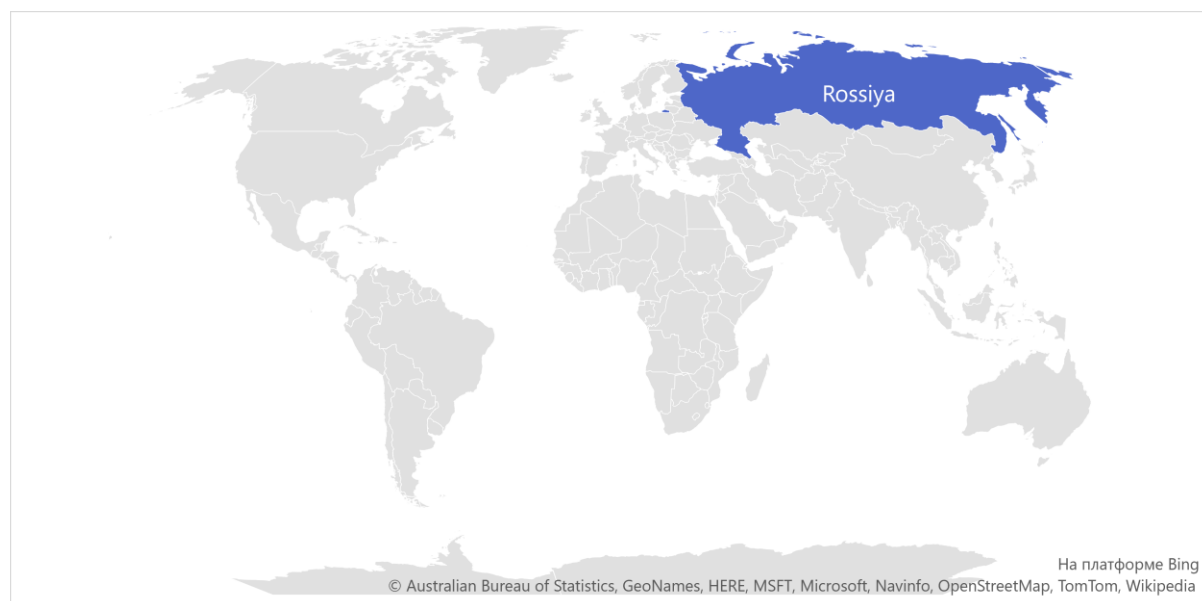 Rossiya
На платформе Bing
© Australian Bureau of Statistics, GeoNames, HERE, MSFT, Microsoft, Navinfo, OpenStreetMap, TomTom, Wikipedia